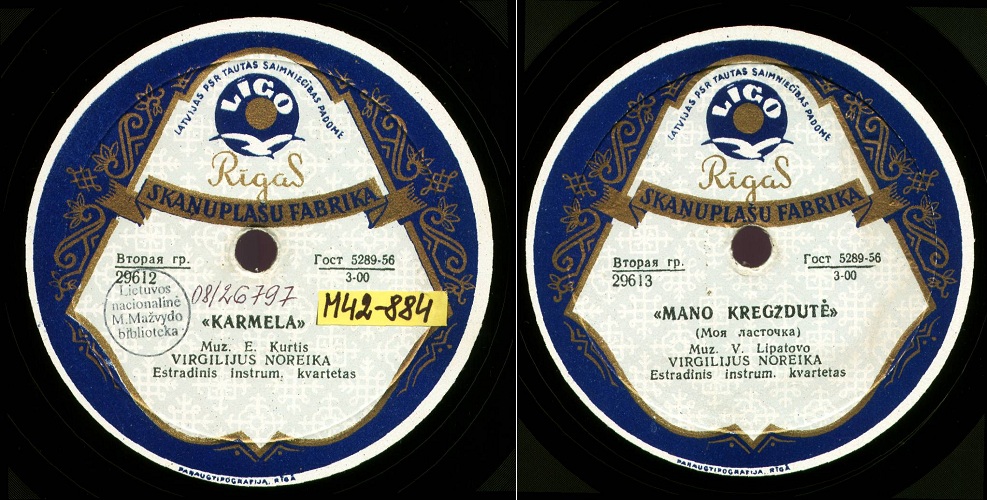 LATVIJAS PSR TAUTAS SAIMNIECĪBAS PADOME
LĪGO
Rīgas
SKAŅUPLAŠU FABRIKA
Вторая гр.
29612
Гост 5289-56
3-00
Lietuvos
nacionalinė
M.Mažvydo
biblioteka
08/26797
M42-884
«KARMELA»
Muz. E. Kurtis
VIRGILIJUS NOREIKA
Estradinis instrum. kvartetas
PARAUGTIPOGRAFIJA, RĪGĀ
LATVIJAS PSR TAUTAS SAIMNIECĪBAS PADOME
LĪGO
Rīgas
SKAŅUPLAŠU FABRIKA
Вторая гр.
29613
Гост 5289-56
3-00
«MANO KREGZDUTĖ»
(Моя ласточка)
Muz. V. Lipatovo
VIRGILIJUS NOREIKA
Estradinis instrum. kvartetas
PARAUGTIPOGRAFIJA, RĪGĀ